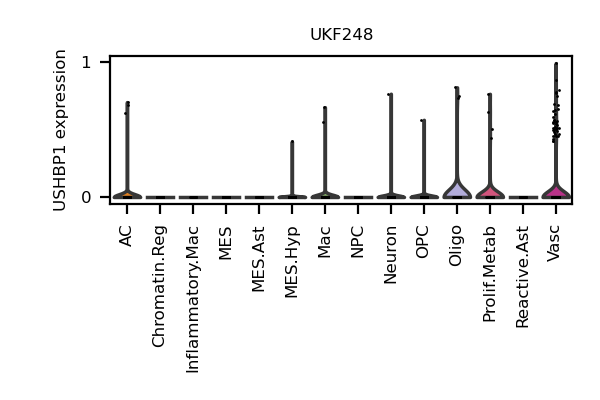 UKF248
USHBP1 expression
1
0
AC
Chromatin.Reg
Inflammatory.Mac
MES
MES.Ast
MES.Hyp
Mac
NPC
Neuron
OPC
Oligo
Prolif.Metab
Reactive.Ast
Vasc